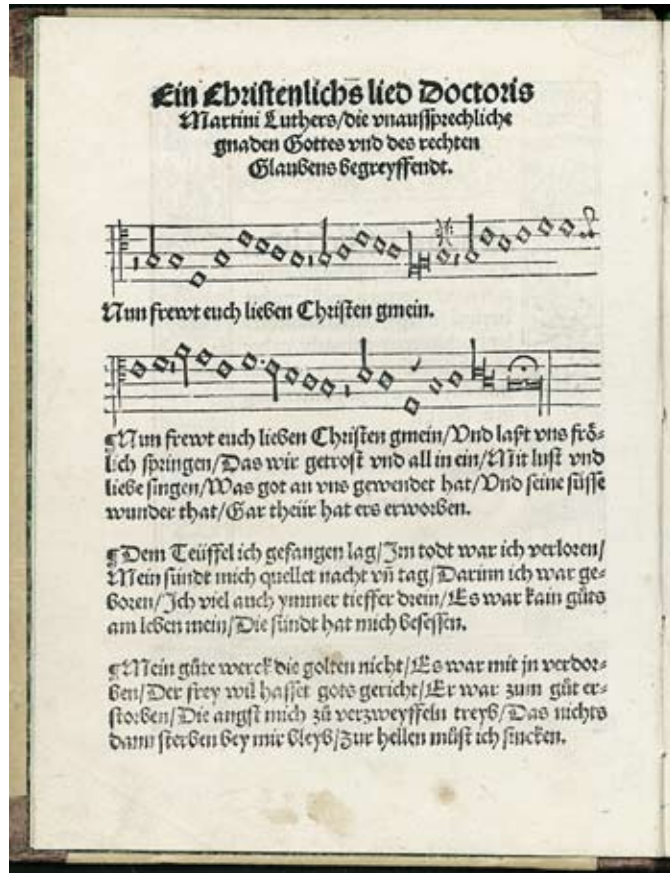 Ein Christenlichs lied Doctoris
Martini Luthers/die vnaussprechliche
gnaden Gottes vnd des rechten
Glaubens begreyffendt.
Nun frewt euch lieben Christen gmein.
¶Nun frewt euch lieben Christen gmein/Vnd laßt vns frö⸗
lich springen/Das wir getrost vnd all in ein/Mit lust vnd
liebe singen/Was got an vns gewendet hat/Vnd seine süsse
wunder that/Gar theür hat ers erworben.
¶Dem Teüffel ich gefangen lag/Im todt war ich verloren/
Mein sündt mich quellet nacht vñ tag/Darinn ich war ge⸗
boren/Ich viel auch ymmer tieffer drein/Es war kain gůts
am leben mein/Die sündt hat mich besessen.
¶Mein gůte werck die golten nicht/Es war mit jn verdor⸗
ben/Der frey wil hasset gots gericht/Er war zum gůt er⸗
storben/Die angst mich zů verzweyffeln treyb/Das nichts
dann sterben bey mir bleyb/Zur hellen můst ich sincken.